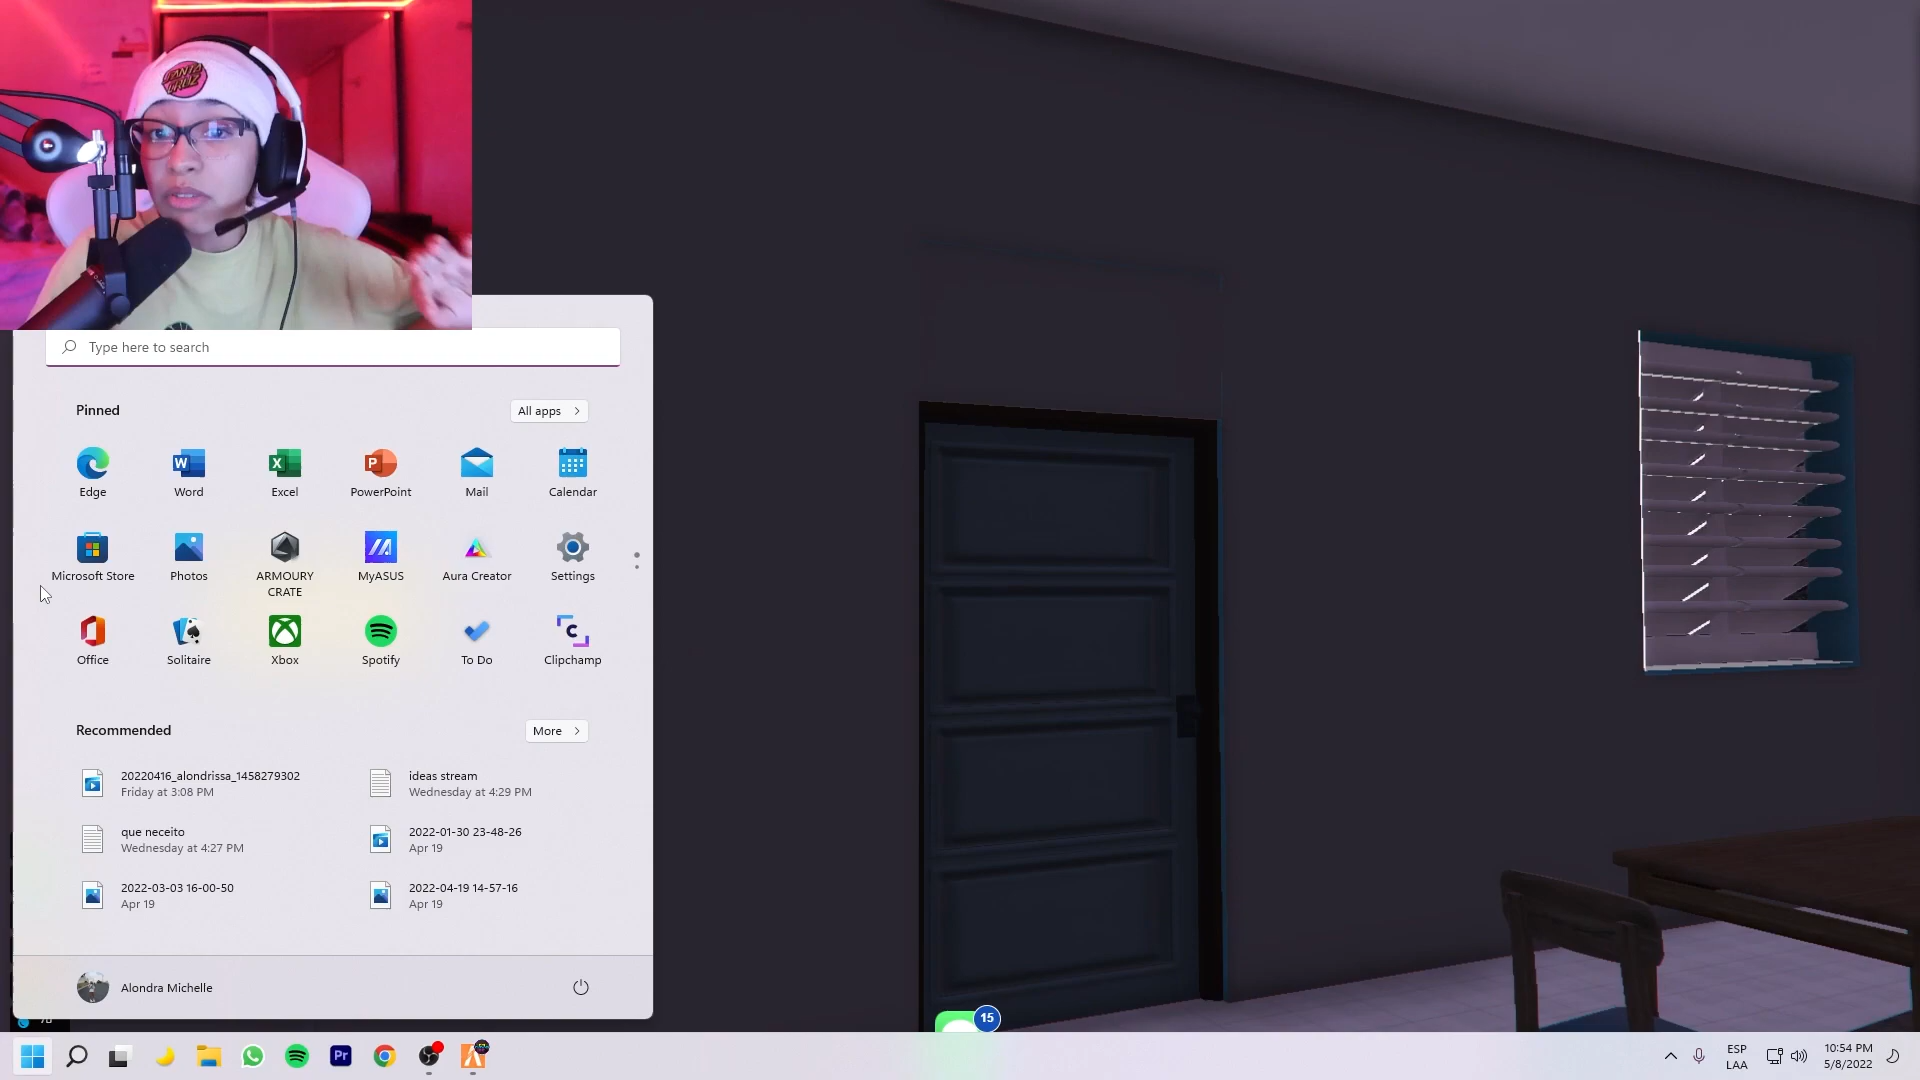 SANTA
CRUZ
Type here to search
Pinned
All apps
Edge
Word
Excel
PowerPoint
Mail
Calendar
Microsoft Store
Photos
ARMOURY
CRATE
MyASUS
Aura Creator
Settings
Office
Solitaire
Xbox
Spotify
To Do
Clipchamp
Recommended
More
20220416_alondrissa_1458279302
Friday at 3:08 PM
ideas stream
Wednesday at 4:29 PM
que neceito
Wednesday at 4:27 PM
2022-01-30 23-48-26
Apr 19
2022-03-03 16-00-50
Apr 19
2022-04-19 14-57-16
Apr 19
Alondra Michelle
15
Pr
ESP
LAA
10:54 PM
5/8/2022